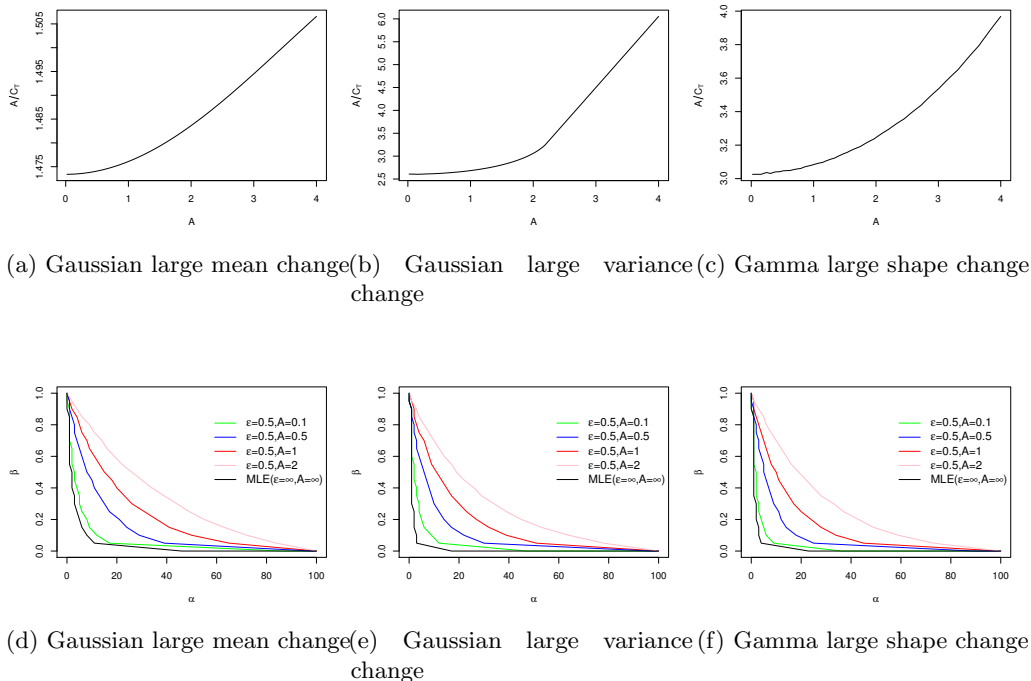 1.505
1.495
1.485
1.475
A/C_T
0 1 2 3 4
A
6.0
5.5
5.0
4.5
4.0
3.5
3.0
2.5
A/C_T
0 1 2 3 4
A
4.0
3.8
3.6
3.4
3.2
3.0
A/C_T
0 1 2 3 4
A
(a) Gaussian large mean change
(b) Gaussian large variance
change
(c) Gamma large shape change
1.0
0.8
0.6
0.4
0.2
0.0
β
ε=0.5,A=0.1
ε=0.5,A=0.5
ε=0.5,A=1
ε=0.5,A=2
MLE(ε=∞,A=∞)
0 20 40 60 80 100
α
1.0
0.8
0.6
0.4
0.2
0.0
β
ε=0.5,A=0.1
ε=0.5,A=0.5
ε=0.5,A=1
ε=0.5,A=2
MLE(ε=∞,A=∞)
0 20 40 60 80 100
α
1.0
0.8
0.6
0.4
0.2
0.0
β
ε=0.5,A=0.1
ε=0.5,A=0.5
ε=0.5,A=1
ε=0.5,A=2
MLE(ε=∞,A=∞)
0 20 40 60 80 100
α
(d) Gaussian large mean change
(e) Gaussian large variance
change
(f) Gamma large shape change